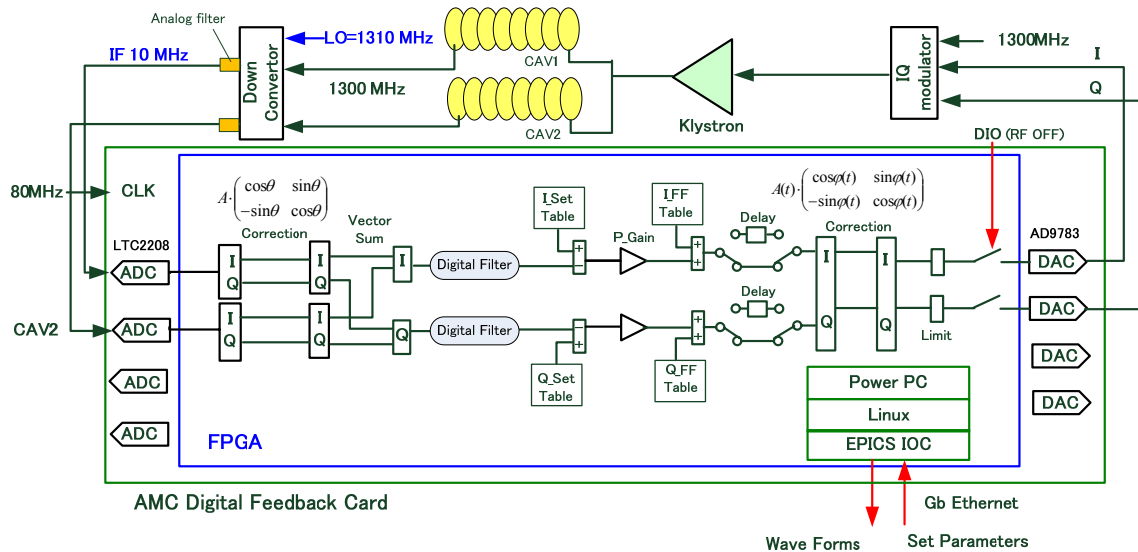 Analog filter
IF 10 MHz
Down
Convertor
LO=1310 MHz
1300 MHz
CAV1
CAV2
Klystron
IQ
modulator
1300MHz
I
Q
DIO (RF OFF)
80MHz
CLK
A·(cosθ sinθ
−sinθ cosθ)
Correction
Vector
Sum
I_Set
Table
P_Gain
I_FF
Table
Delay
A(t)·(cosφ(t) sinφ(t)
−sinφ(t) cosφ(t))
Correction
LTC2208
ADC
I
Q
I
Q
I
Digital Filter
+
−
+
+
I
I
AD9783
DAC
CAV2
ADC
I
Q
I
Q
Q
Digital Filter
−
+
+
+
Delay
Q
Q
Limit
DAC
Q_Set
Table
Q_FF
Table
ADC
ADC
DAC
DAC
Power PC
Linux
EPICS IOC
FPGA
AMC Digital Feedback Card
Gb Ethernet
Wave Forms
Set Parameters